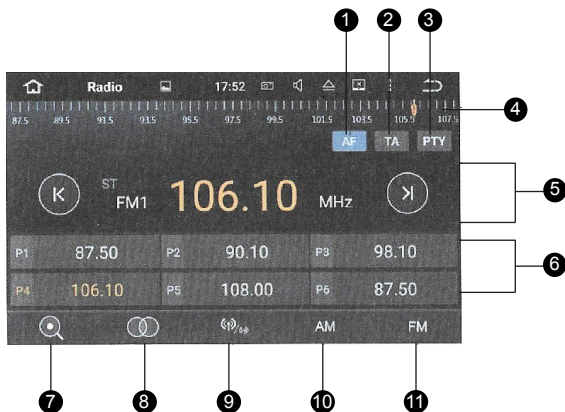 1 2 3
Radio 17:52
87.5 89.5 91.5 93.5 95.5 97.5 99.5 101.5 103.5 105.5 107.5
4
AF TA PTY
ST
FM1 106.10 MHz
5
P1 87.50 P2 90.10 P3 98.10
6
P4 106.10 P5 108.00 P6 87.50
AM FM
7 8 9 10 11